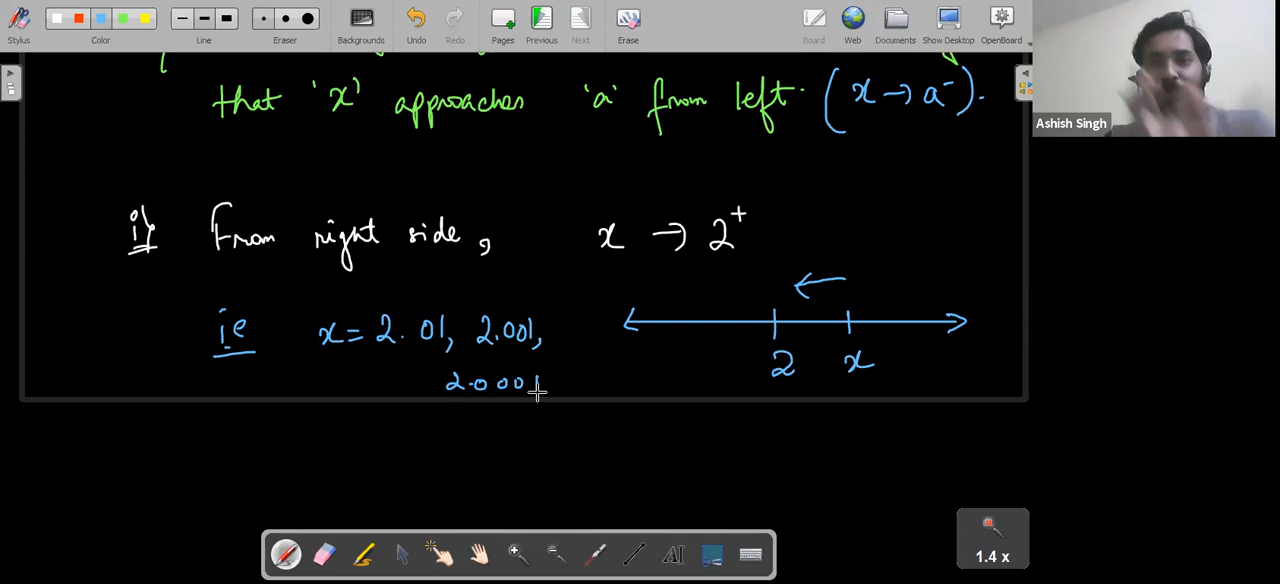 Stylus Color Line Eraser Backgrounds Undo Redo Pages Previous Next Erase Board Web Documents Show Desktop OpenBoard
that 'x' approaches 'a' from left. (x → a⁻).
Ashish Singh
i) From right side, x → 2⁺
ie x = 2.01, 2.001,
2.0001
2 x
AI
1.4 x